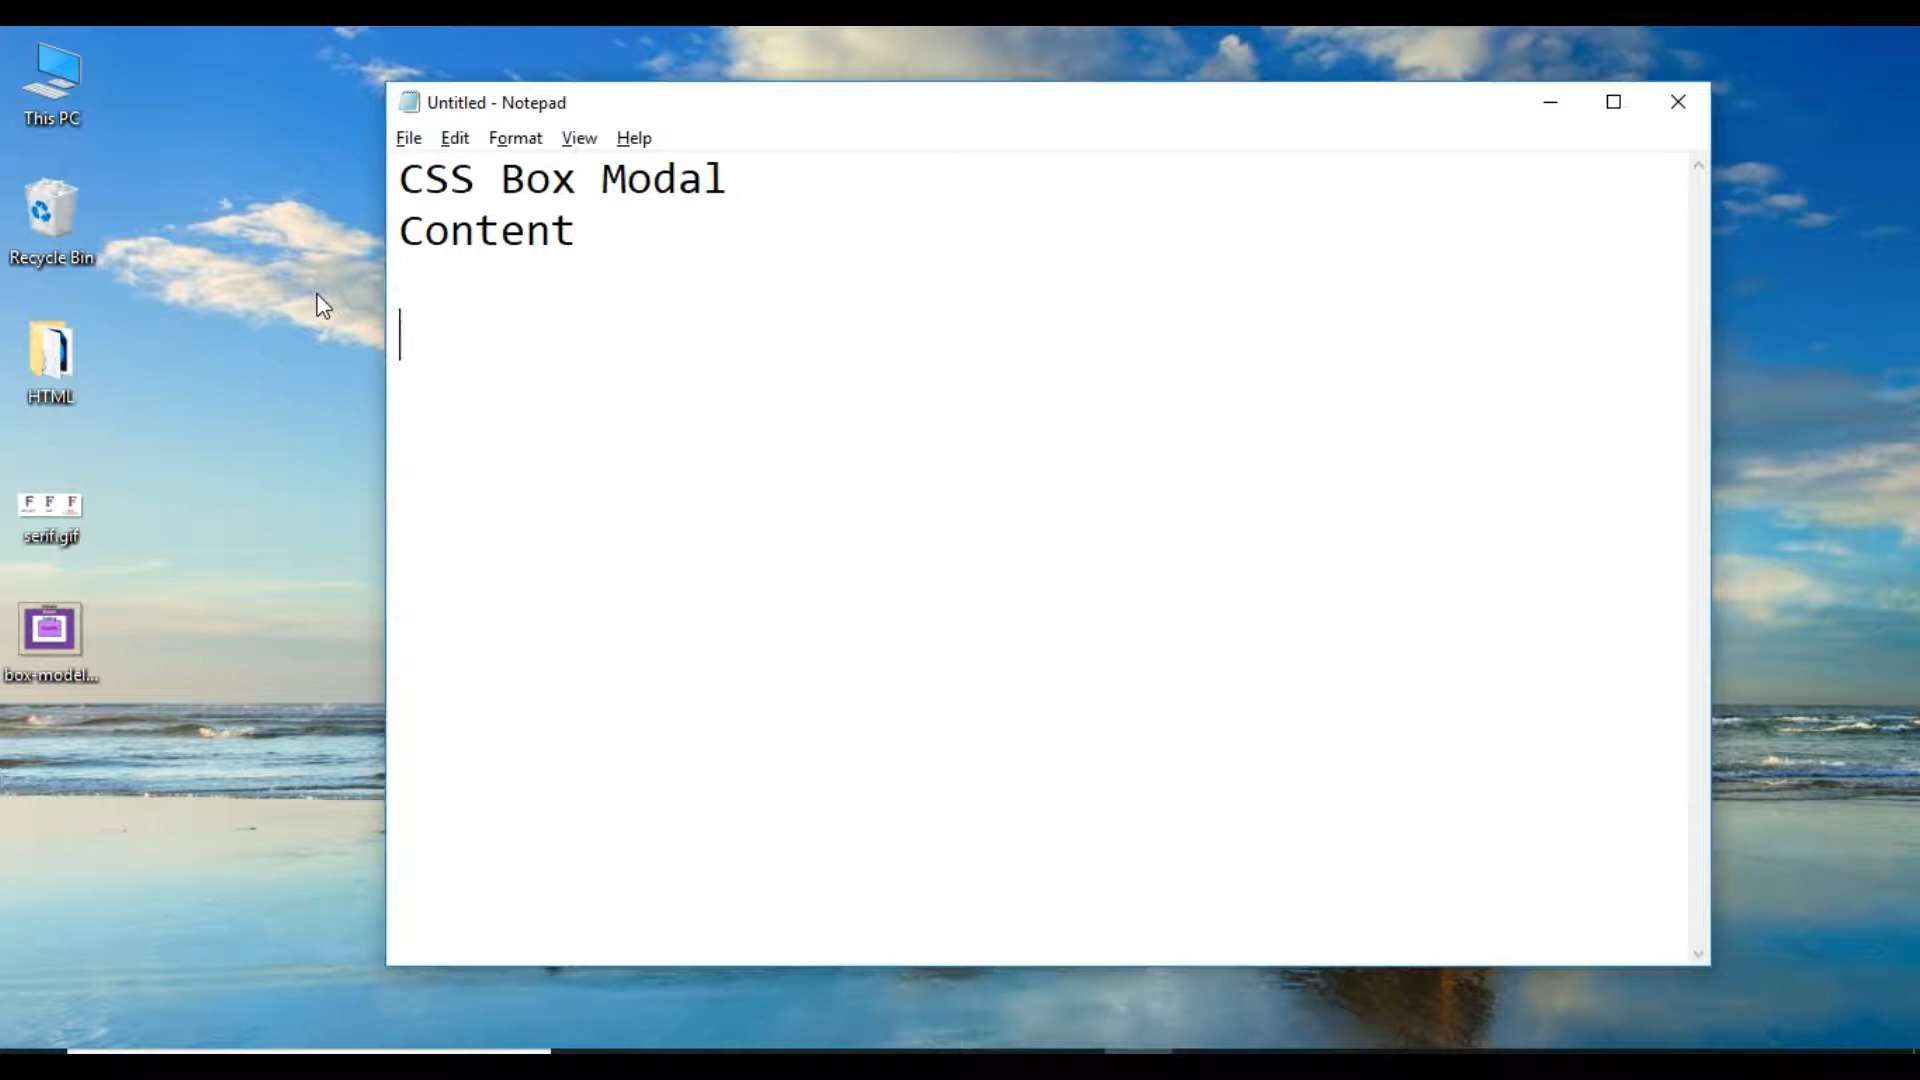 This PC
Recycle Bin
HTML
serif.gif
box-model...
Untitled - Notepad
File Edit Format View Help
CSS Box Modal
Content